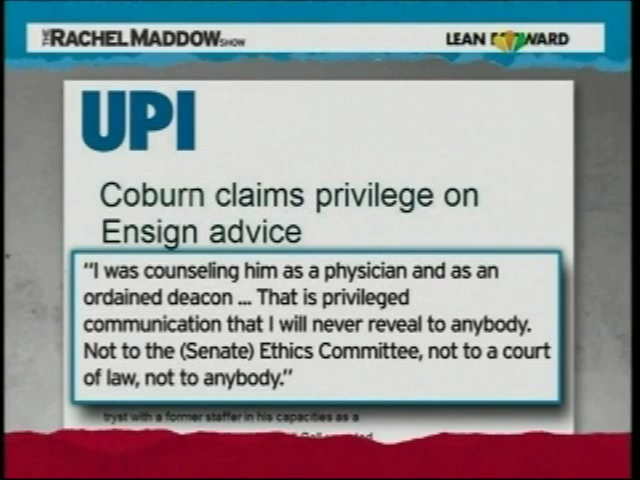 THE RACHEL MADDOW SHOW
LEAN FORWARD
UPI
Coburn claims privilege on
Ensign advice
“I was counseling him as a physician and as an
ordained deacon ... That is privileged
communication that I will never reveal to anybody.
Not to the (Senate) Ethics Committee, not to a court
of law, not to anybody.”
tryst with a former staffer in his capacities as a